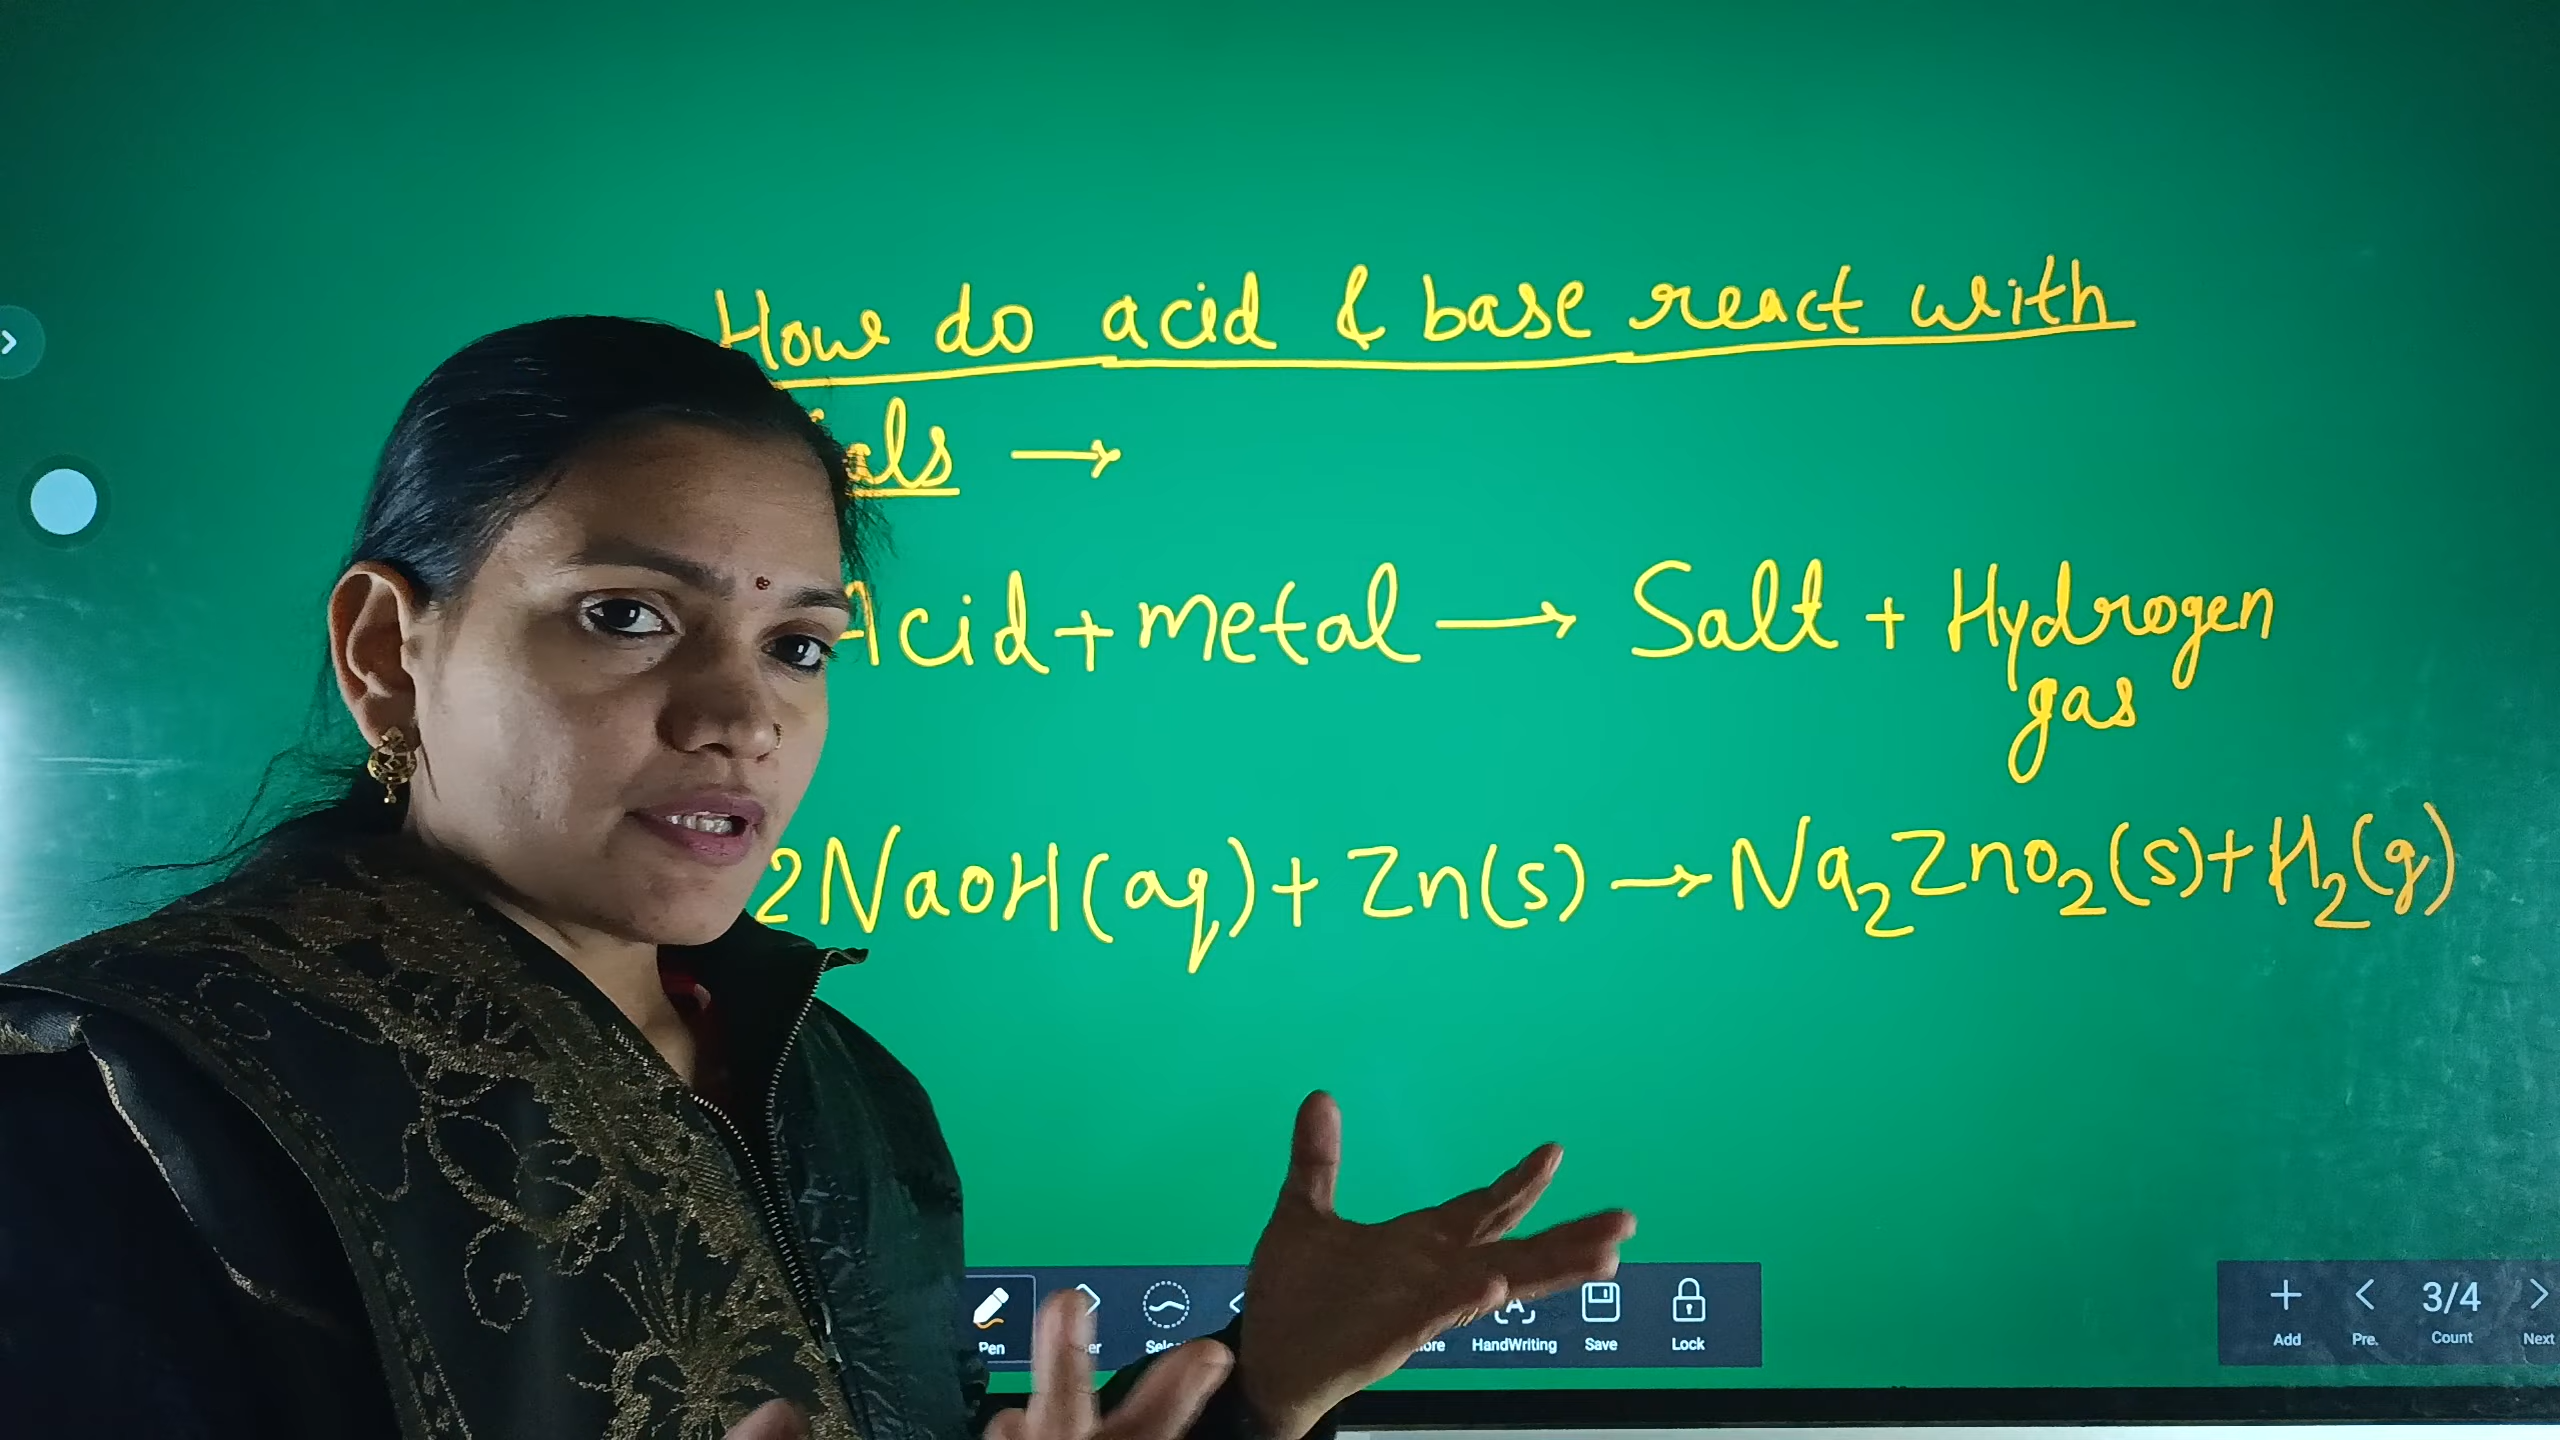 How do acid & base react with
→
Acid + metal → Salt + Hydrogen
gas
2NaOH(aq) + Zn(s) → Na₂ZnO₂(s) + H₂(g)
Pen
HandWriting Save Lock
Add Pre. 3/4 Count Next